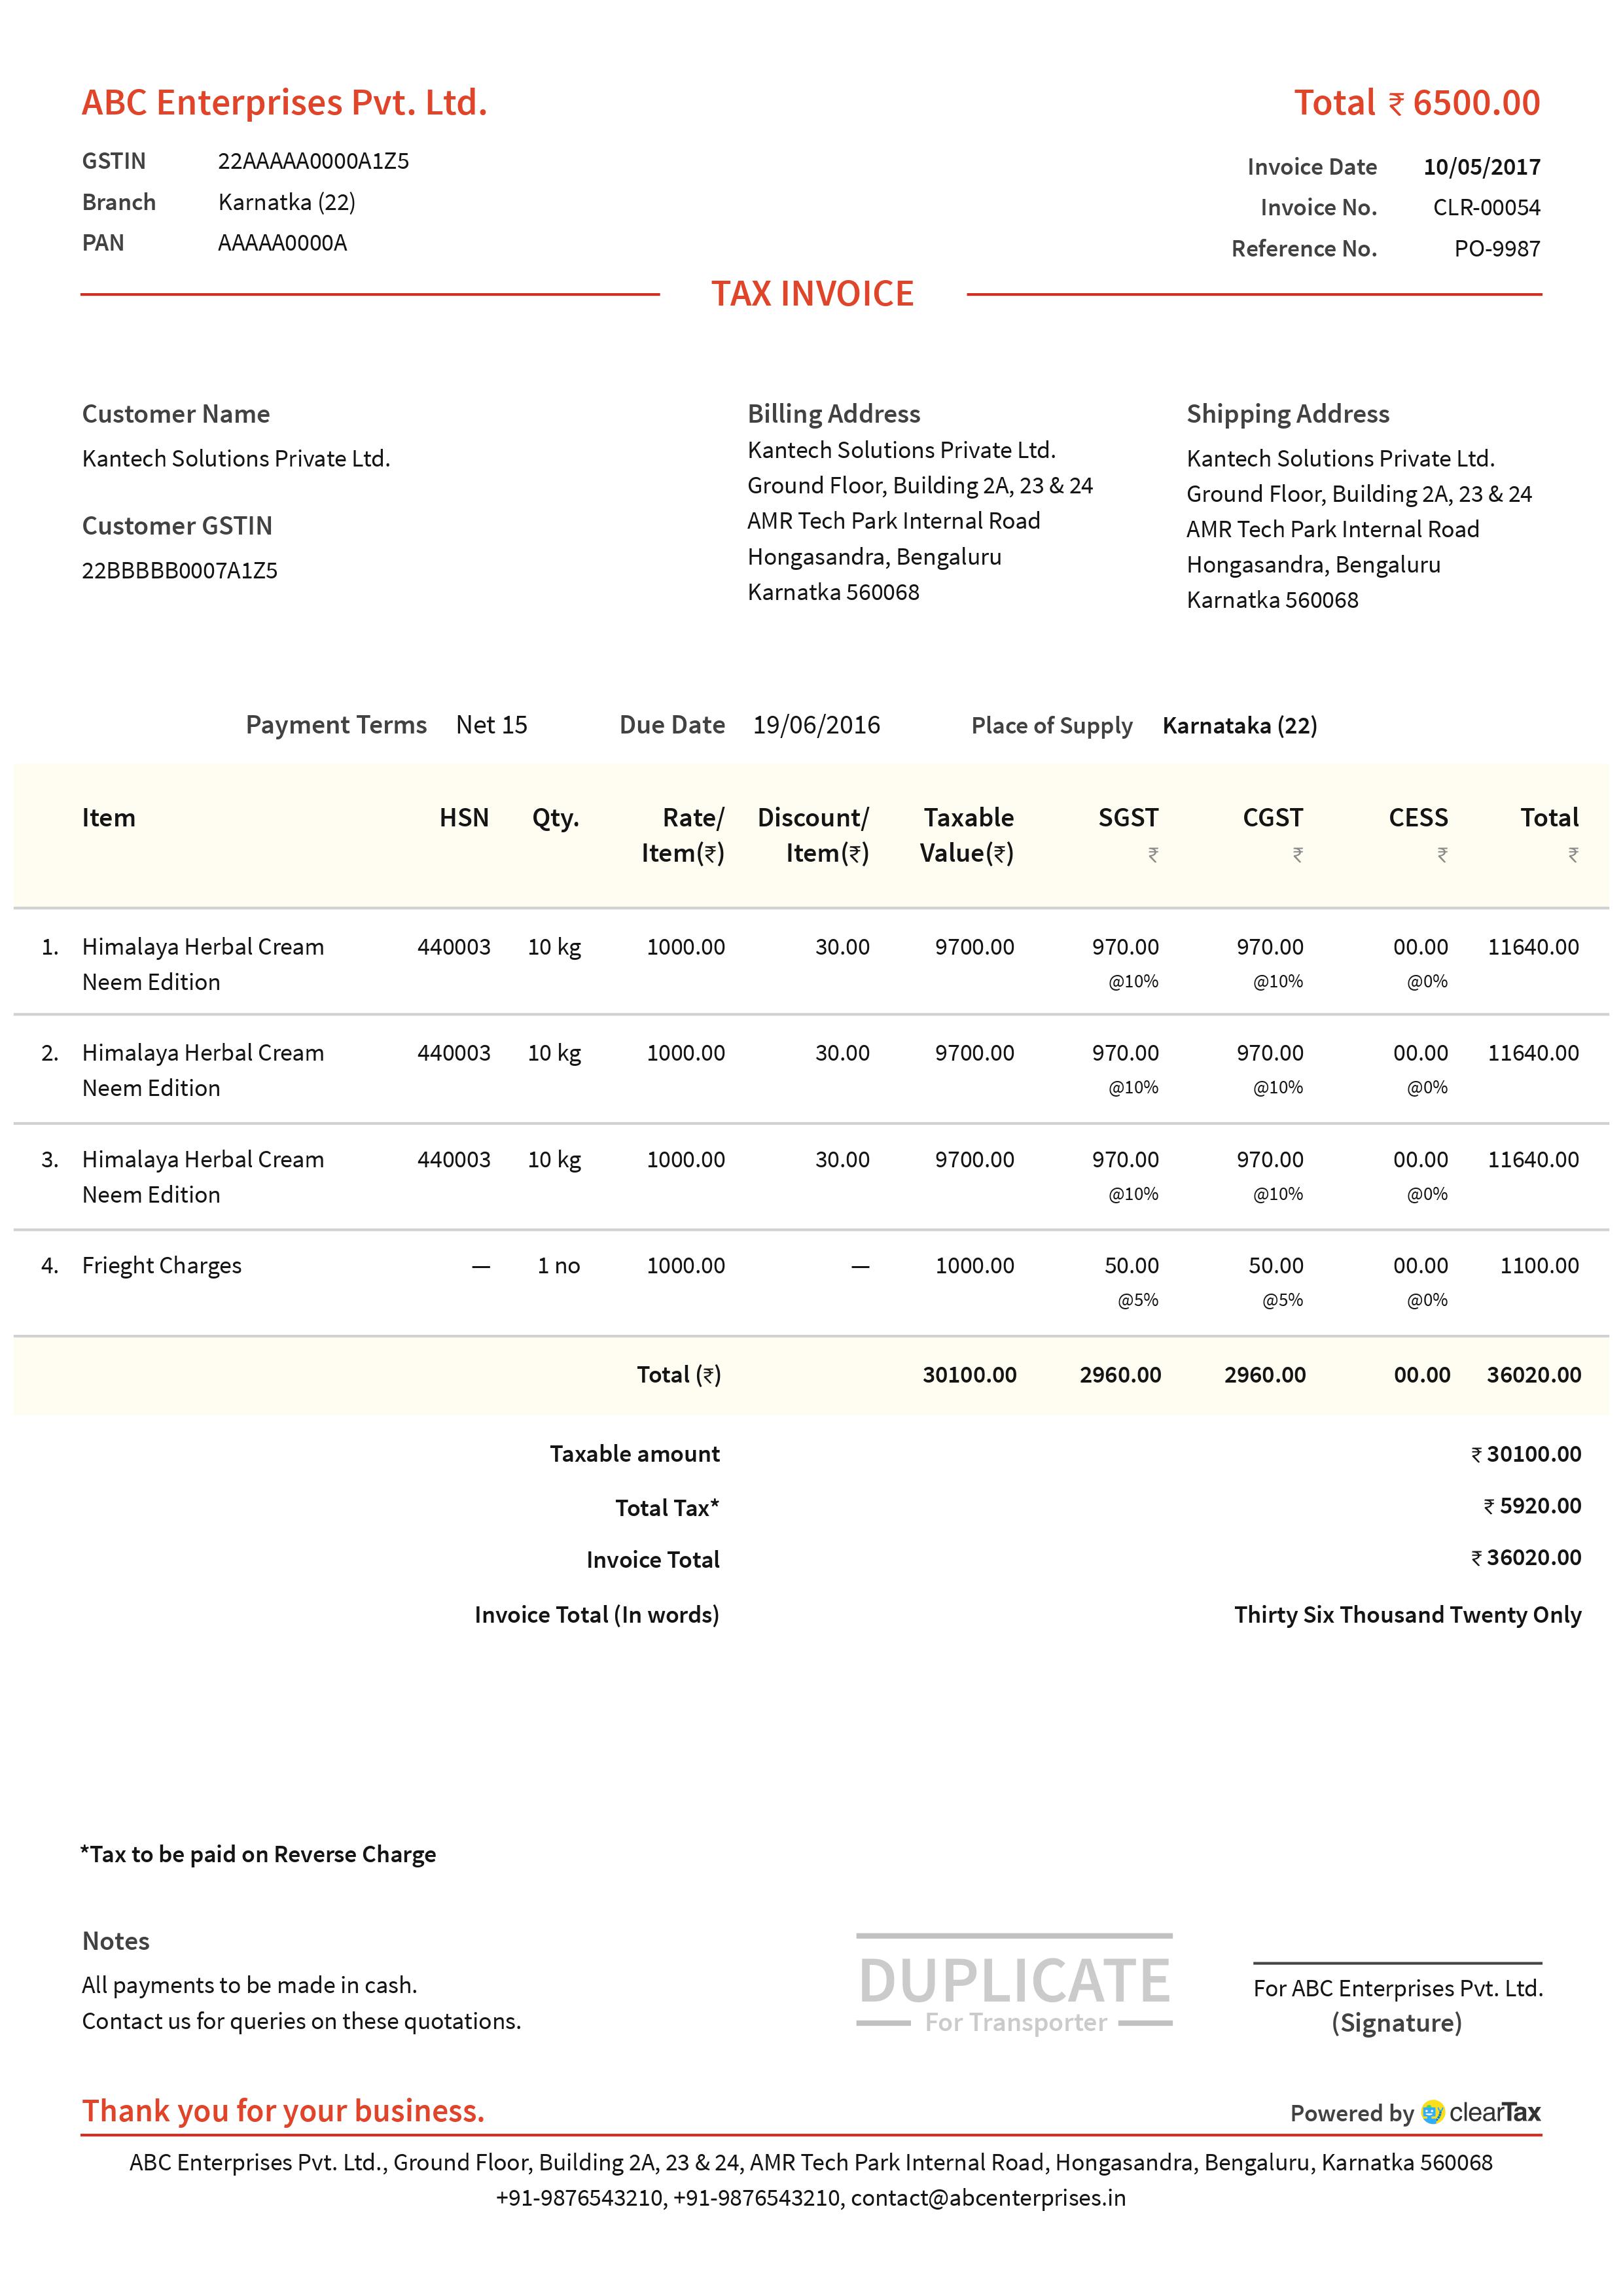 ABC Enterprises Pvt. Ltd.
Total ₹ 6500.00
GSTIN 22AAAAA0000A1Z5
Branch Karnatka (22)
PAN AAAAA0000A
Invoice Date 10/05/2017
Invoice No. CLR-00054
Reference No. PO-9987
TAX INVOICE
Customer Name
Kantech Solutions Private Ltd.
Customer GSTIN
22BBBBB0007A1Z5
Billing Address
Kantech Solutions Private Ltd.
Ground Floor, Building 2A, 23 & 24
AMR Tech Park Internal Road
Hongasandra, Bengaluru
Karnatka 560068
Shipping Address
Kantech Solutions Private Ltd.
Ground Floor, Building 2A, 23 & 24
AMR Tech Park Internal Road
Hongasandra, Bengaluru
Karnatka 560068
Payment Terms Net 15 Due Date 19/06/2016 Place of Supply Karnataka (22)
Item HSN Qty. Rate/ Discount/ Taxable SGST CGST CESS Total
Item(₹) Item(₹) Value(₹) ₹ ₹ ₹ ₹
1. Himalaya Herbal Cream 440003 10 kg 1000.00 30.00 9700.00 970.00 970.00 00.00 11640.00
Neem Edition @10% @10% @0%
2. Himalaya Herbal Cream 440003 10 kg 1000.00 30.00 9700.00 970.00 970.00 00.00 11640.00
Neem Edition @10% @10% @0%
3. Himalaya Herbal Cream 440003 10 kg 1000.00 30.00 9700.00 970.00 970.00 00.00 11640.00
Neem Edition @10% @10% @0%
4. Frieght Charges — 1 no 1000.00 — 1000.00 50.00 50.00 00.00 1100.00
@5% @5% @0%
Total (₹) 30100.00 2960.00 2960.00 00.00 36020.00
Taxable amount ₹ 30100.00
Total Tax* ₹ 5920.00
Invoice Total ₹ 36020.00
Invoice Total (In words) Thirty Six Thousand Twenty Only
*Tax to be paid on Reverse Charge
Notes
All payments to be made in cash.
Contact us for queries on these quotations.
DUPLICATE
For Transporter
For ABC Enterprises Pvt. Ltd.
(Signature)
Thank you for your business.
Powered by clearTax
ABC Enterprises Pvt. Ltd., Ground Floor, Building 2A, 23 & 24, AMR Tech Park Internal Road, Hongasandra, Bengaluru, Karnatka 560068
+91-9876543210, +91-9876543210, contact@abcenterprises.in